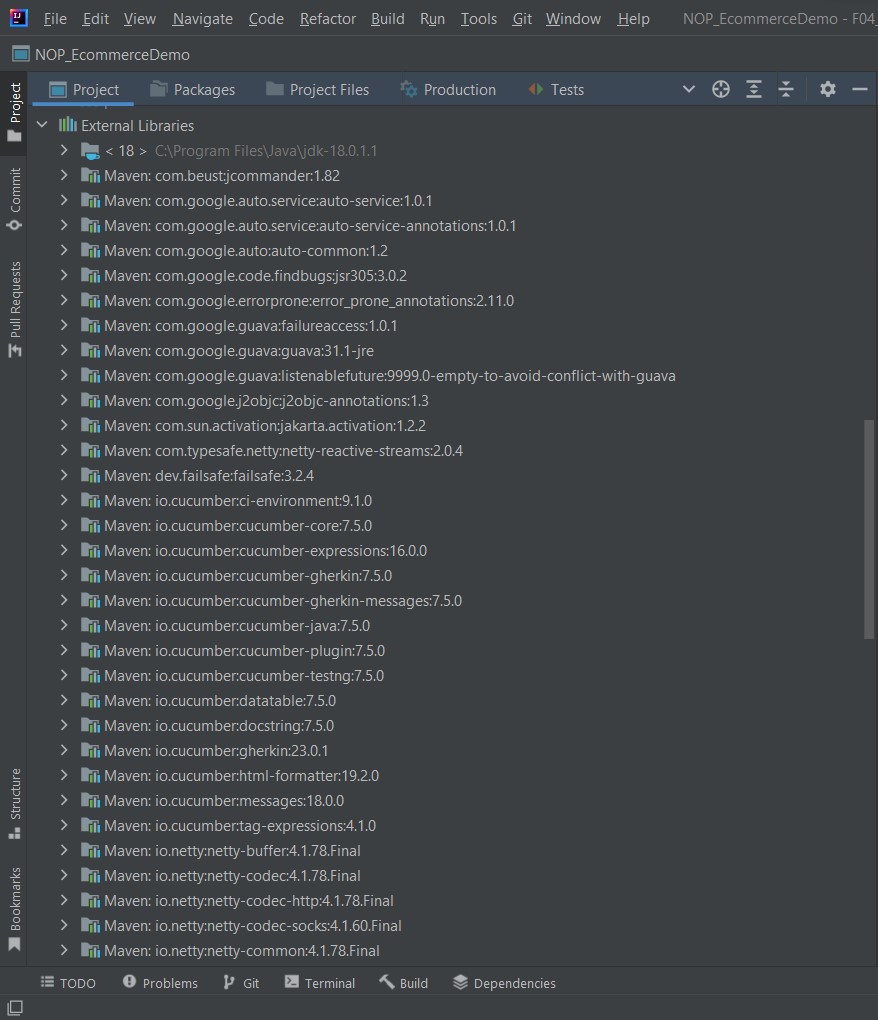 File Edit View Navigate Code Refactor Build Run Tools Git Window Help NOP_EcommerceDemo - F04_
NOP_EcommerceDemo
Project Packages Project Files Production Tests
Project
Commit
Pull Requests
Structure
Bookmarks
External Libraries
< 18 > C:\Program Files\Java\jdk-18.0.1.1
Maven: com.beust:jcommander:1.82
Maven: com.google.auto.service:auto-service:1.0.1
Maven: com.google.auto.service:auto-service-annotations:1.0.1
Maven: com.google.auto:auto-common:1.2
Maven: com.google.code.findbugs:jsr305:3.0.2
Maven: com.google.errorprone:error_prone_annotations:2.11.0
Maven: com.google.guava:failureaccess:1.0.1
Maven: com.google.guava:guava:31.1-jre
Maven: com.google.guava:listenablefuture:9999.0-empty-to-avoid-conflict-with-guava
Maven: com.google.j2objc:j2objc-annotations:1.3
Maven: com.sun.activation:jakarta.activation:1.2.2
Maven: com.typesafe.netty:netty-reactive-streams:2.0.4
Maven: dev.failsafe:failsafe:3.2.4
Maven: io.cucumber:ci-environment:9.1.0
Maven: io.cucumber:cucumber-core:7.5.0
Maven: io.cucumber:cucumber-expressions:16.0.0
Maven: io.cucumber:cucumber-gherkin:7.5.0
Maven: io.cucumber:cucumber-gherkin-messages:7.5.0
Maven: io.cucumber:cucumber-java:7.5.0
Maven: io.cucumber:cucumber-plugin:7.5.0
Maven: io.cucumber:cucumber-testng:7.5.0
Maven: io.cucumber:datatable:7.5.0
Maven: io.cucumber:docstring:7.5.0
Maven: io.cucumber:gherkin:23.0.1
Maven: io.cucumber:html-formatter:19.2.0
Maven: io.cucumber:messages:18.0.0
Maven: io.cucumber:tag-expressions:4.1.0
Maven: io.netty:netty-buffer:4.1.78.Final
Maven: io.netty:netty-codec:4.1.78.Final
Maven: io.netty:netty-codec-http:4.1.78.Final
Maven: io.netty:netty-codec-socks:4.1.60.Final
Maven: io.netty:netty-common:4.1.78.Final
TODO Problems Git Terminal Build Dependencies